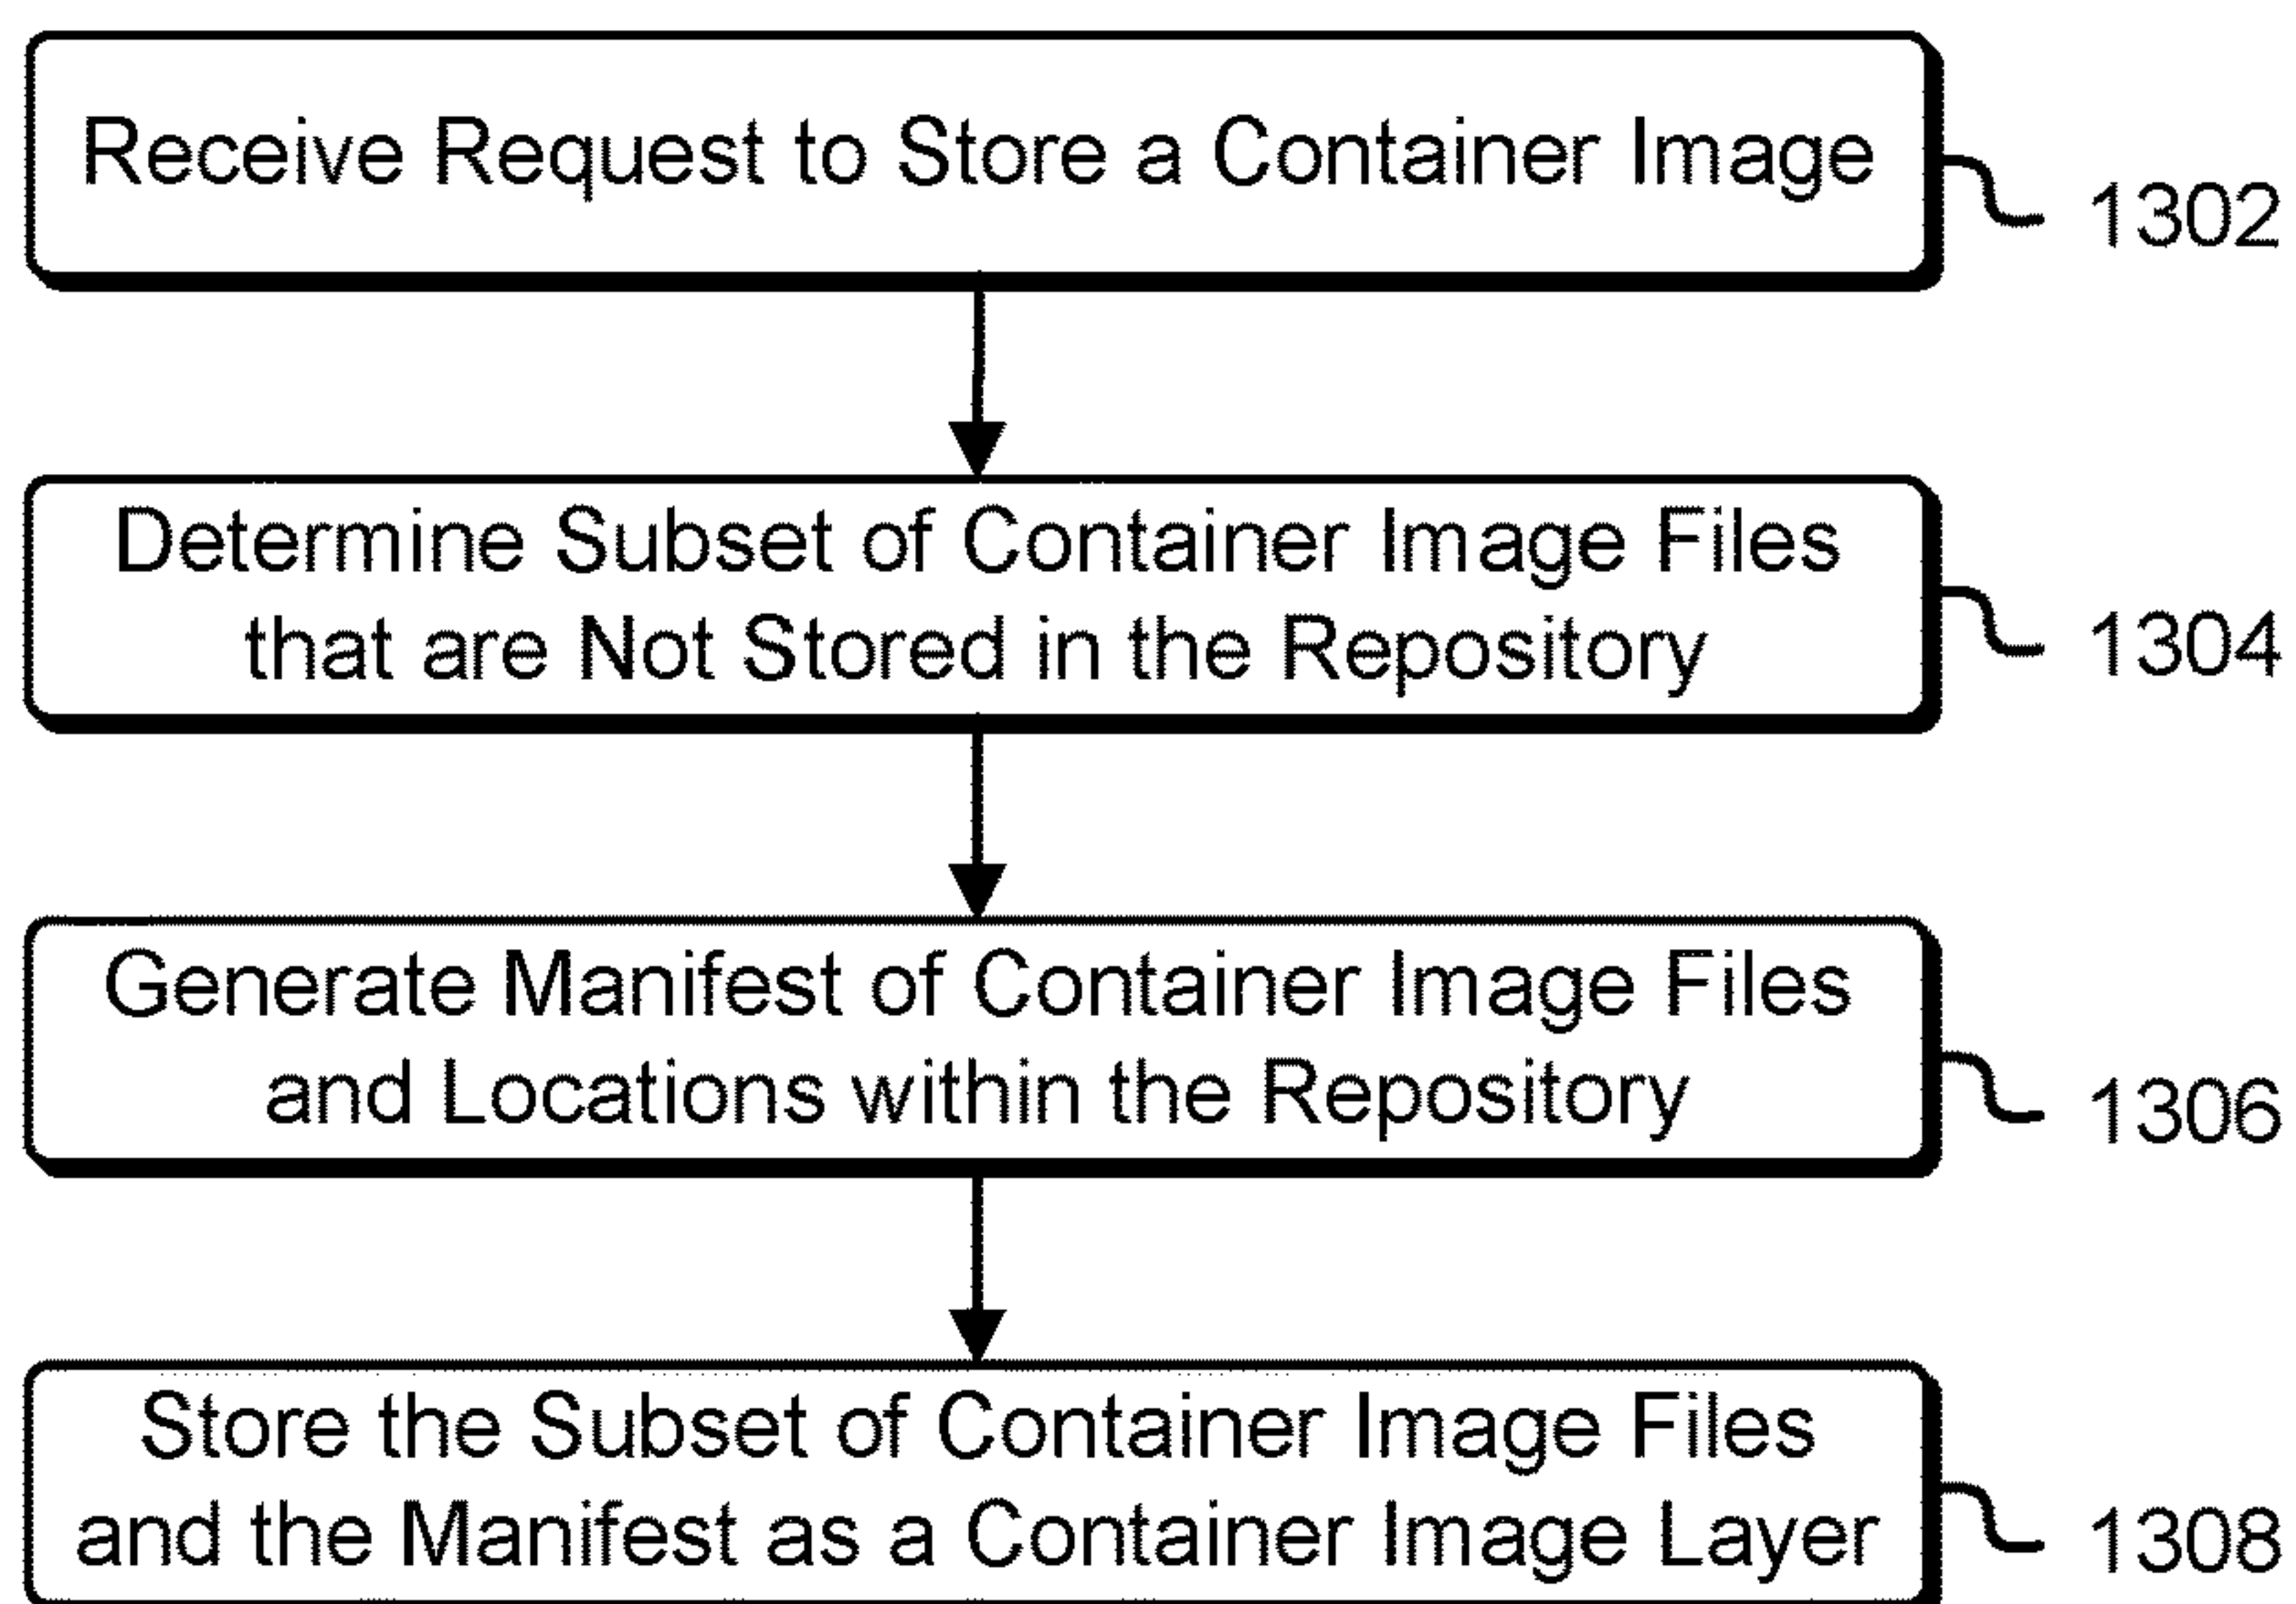 Receive Request to Store a Container Image
1302
Determine Subset of Container Image Files
that are Not Stored in the Repository
1304
Generate Manifest of Container Image Files
and Locations within the Repository
1306
Store the Subset of Container Image Files
and the Manifest as a Container Image Layer
1308